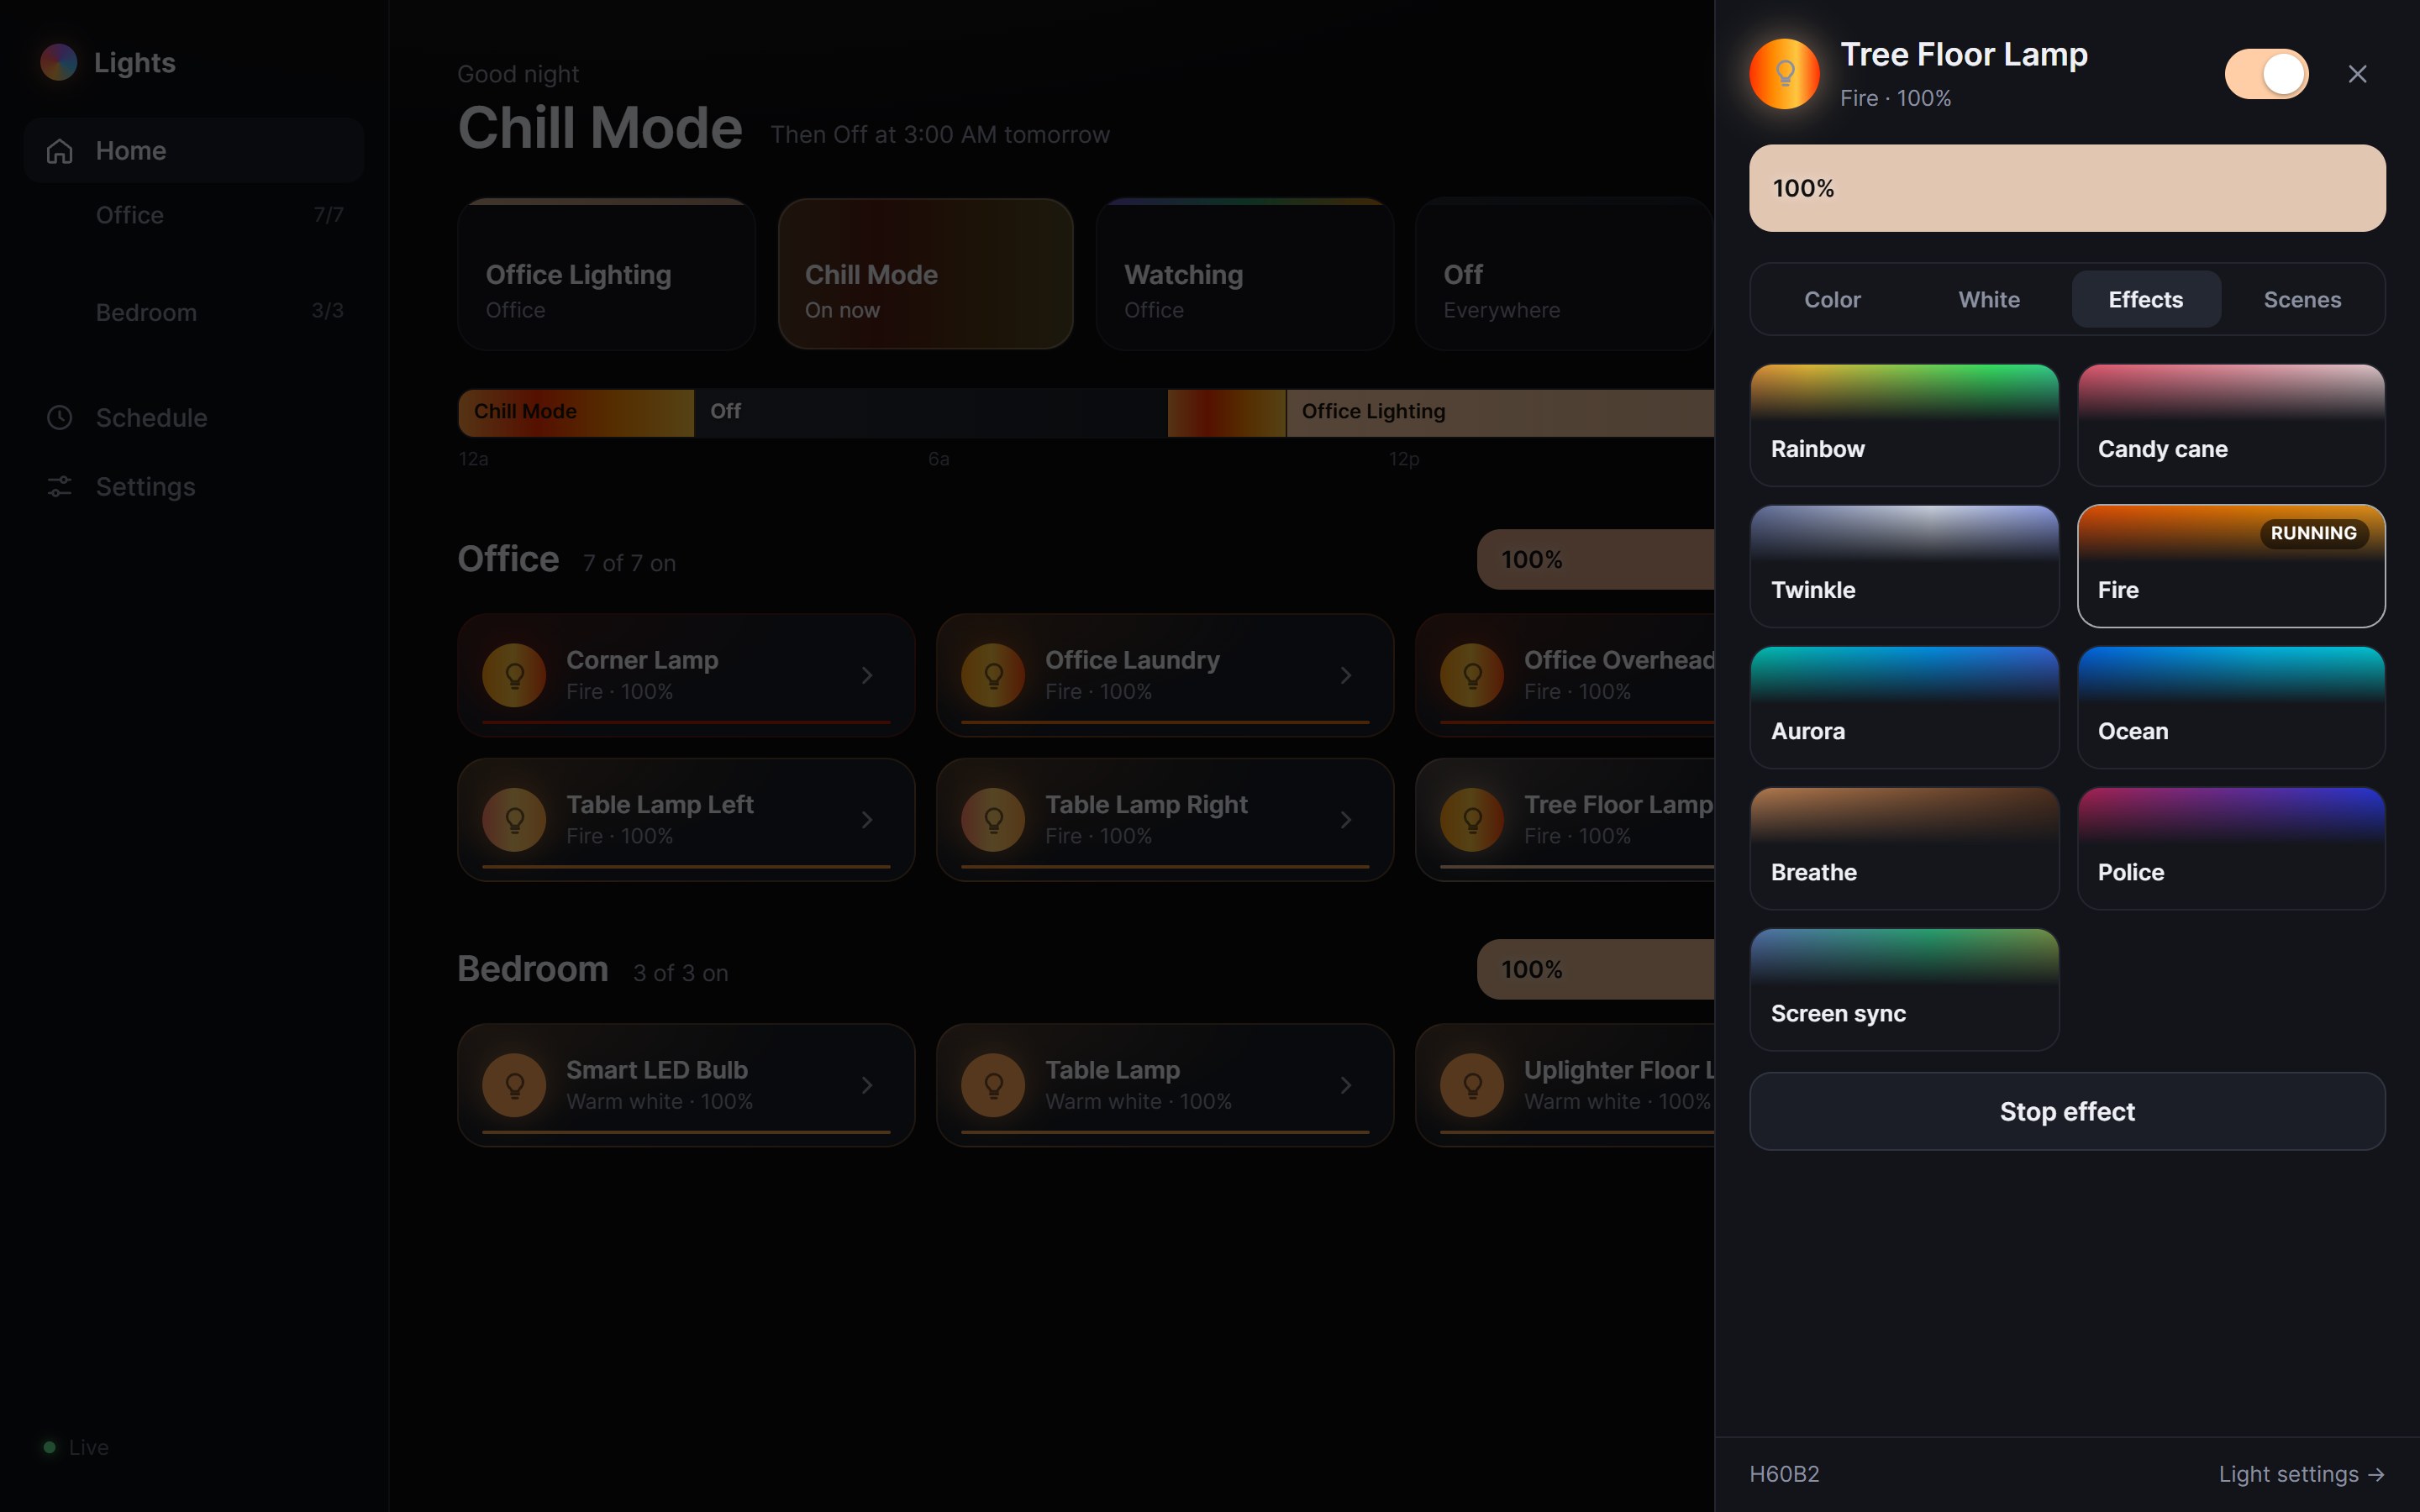 Lights
Home
Office 7/7
Bedroom 3/3
Schedule
Settings
Live
Good night
Chill Mode Then Off at 3:00 AM tomorrow
Office Lighting
Office
Chill Mode
On now
Watching
Office
Off
Everywhere
Chill Mode Off Office Lighting
12a 6a 12p
Office 7 of 7 on 100%
Corner Lamp
Fire · 100%
Office Laundry
Fire · 100%
Office Overhead
Fire · 100%
Table Lamp Left
Fire · 100%
Table Lamp Right
Fire · 100%
Tree Floor Lamp
Fire · 100%
Bedroom 3 of 3 on 100%
Smart LED Bulb
Warm white · 100%
Table Lamp
Warm white · 100%
Uplighter Floor
Warm white · 100%
Tree Floor Lamp
Fire · 100%
100%
Color White Effects Scenes
Rainbow
Candy cane
Twinkle
RUNNING
Fire
Aurora
Ocean
Breathe
Police
Screen sync
Stop effect
H60B2 Light settings →